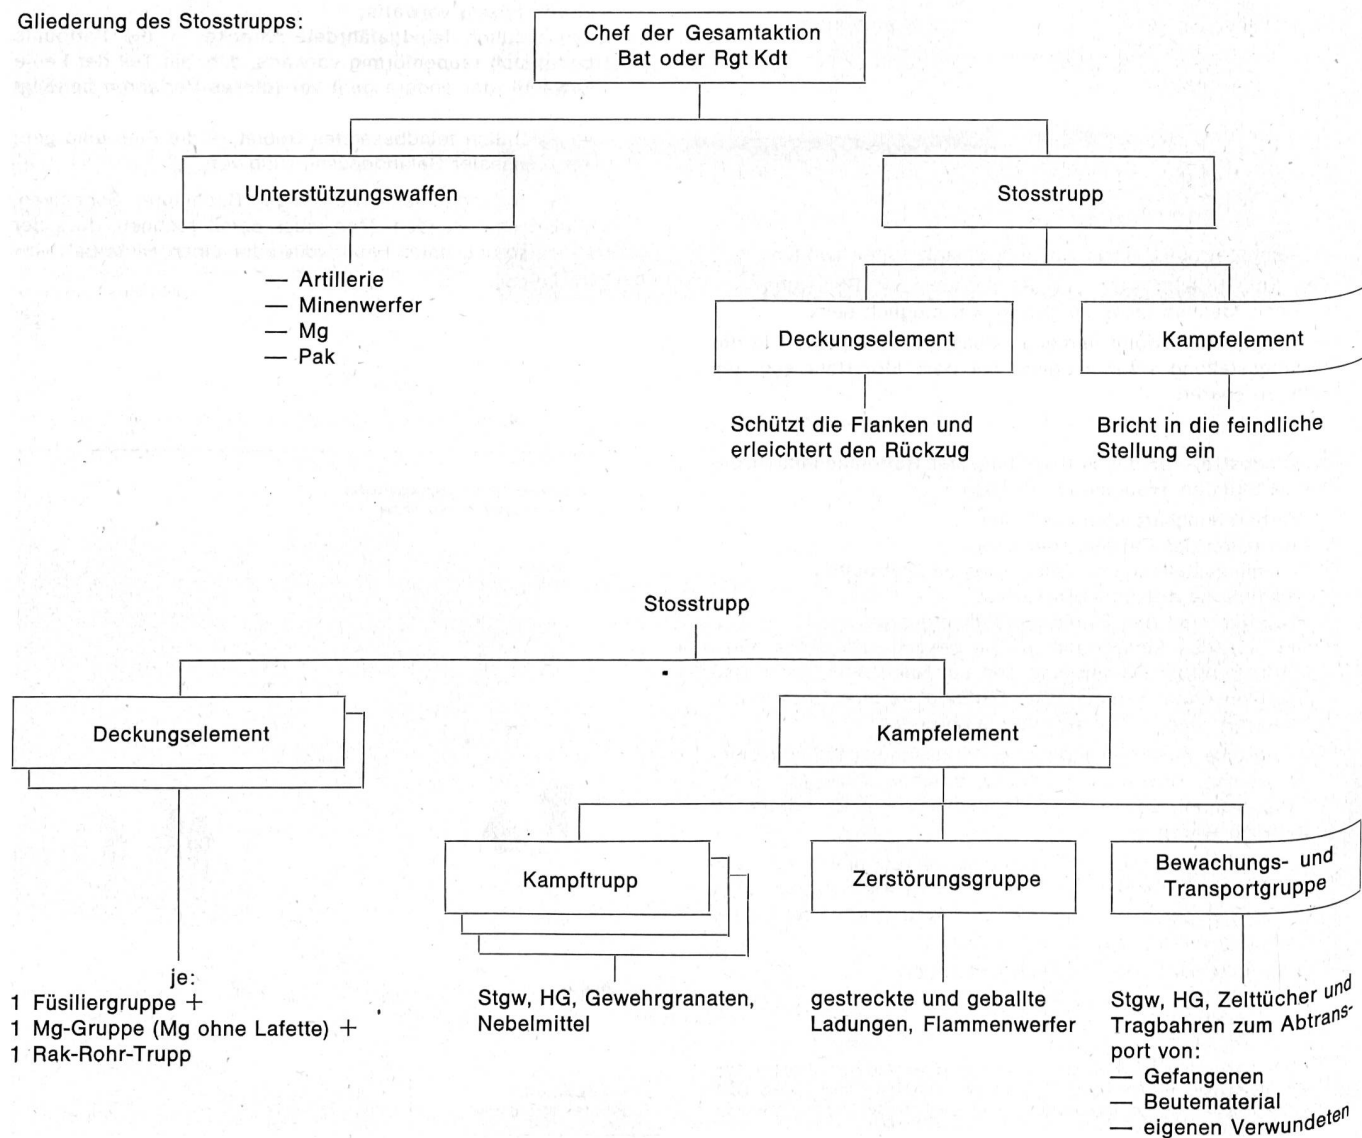 Gliederung des Stosstrupps:
Chef der Gesamtaktion
Bat oder Rgt Kdt
Unterstützungswaffen
Stosstrupp
— Artillerie
— Minenwerfer
— Mg
— Pak
Deckungselement
Kampfelement
Schützt die Flanken und
erleichtert den Rückzug
Bricht in die feindliche
Stellung ein
Stosstrupp
Deckungselement
Kampfelement
Kampftrupp
Zerstörungsgruppe
Bewachungs- und
Transportgruppe
je:
1 Füsiliergruppe +
1 Mg-Gruppe (Mg ohne Lafette) +
1 Rak-Rohr-Trupp
Stgw, HG, Gewehrgranaten,
Nebelmittel
gestreckte und geballte
Ladungen, Flammenwerfer
Stgw, HG, Zelttücher und
Tragbahren zum Abtrans-
port von:
— Gefangenen
— Beutematerial
— eigenen Verwundeten